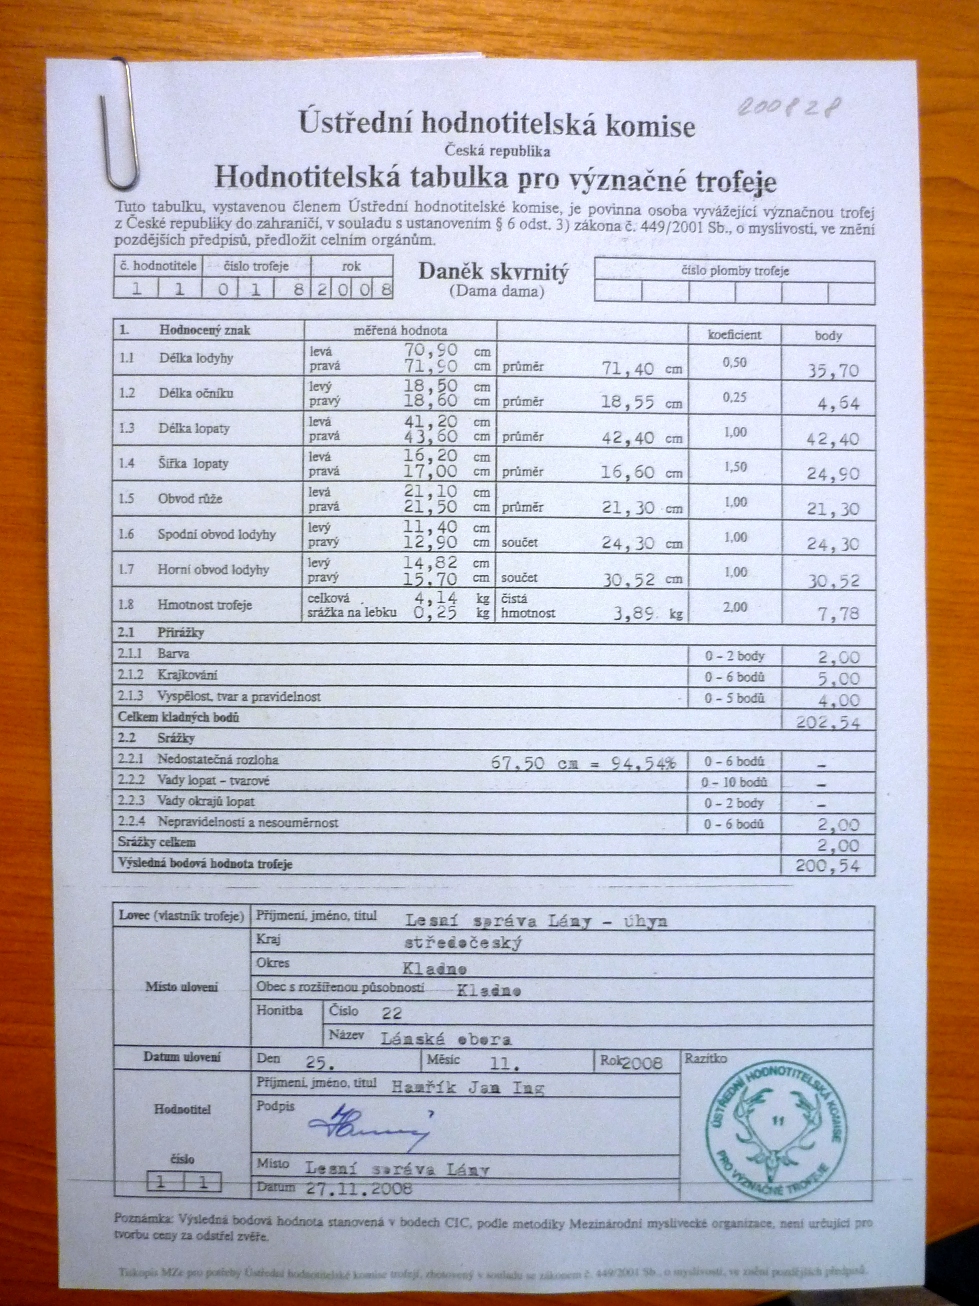 200828
Ústřední hodnotitelská komise
Česká republika
Hodnotitelská tabulka pro význačné trofeje
Tuto tabulku, vystavenou členem Ústřední hodnotitelské komise, je povinna osoba vyvážející význačnou trofej
z České republiky do zahraničí, v souladu s ustanovením § 6 odst. 3) zákona č. 449/2001 Sb., o myslivosti, ve znění
pozdějších předpisů, předložit celním orgánům.
č. hodnotitele číslo trofeje rok
1 1 0 1 8 2 0 0 8
Daněk skvrnitý
(Dama dama)
číslo plomby trofeje
1. Hodnocený znak měřená hodnota koeficient body
1.1 Délka lodyhy levá 70,90 cm
pravá 71,90 cm průměr 71,40 cm 0,50 35,70
1.2 Délka očníku levý 18,50 cm
pravý 18,60 cm průměr 18,55 cm 0,25 4,64
1.3 Délka lopaty levá 41,20 cm
pravá 43,60 cm průměr 42,40 cm 1,00 42,40
1.4 Šířka lopaty levá 16,20 cm
pravá 17,00 cm průměr 16,60 cm 1,50 24,90
1.5 Obvod růže levá 21,10 cm
pravá 21,50 cm průměr 21,30 cm 1,00 21,30
1.6 Spodní obvod lodyhy levý 11,40 cm
pravý 12,90 cm součet 24,30 cm 1,00 24,30
1.7 Horní obvod lodyhy levý 14,82 cm
pravý 15.70 cm součet 30,52 cm 1,00 30,52
1.8 Hmotnost trofeje celková 4,14 kg čistá
srážka na lebku 0,25 kg hmotnost 3,89 kg 2,00 7,78
2.1 Přirážky
2.1.1 Barva 0 – 2 body 2,00
2.1.2 Krajkování 0 – 6 bodů 5,00
2.1.3 Vyspělost, tvar a pravidelnost 0 – 5 bodů 4,00
Celkem kladných bodů 202,54
2.2 Srážky
2.2.1 Nedostatečná rozloha 67,50 cm = 94,54% 0 – 6 bodů –
2.2.2 Vady lopat – tvarové 0 – 10 bodů –
2.2.3 Vady okrajů lopat 0 – 2 body –
2.2.4 Nepravidelnosti a nesouměrnost 0 – 6 bodů 2,00
Srážky celkem 2,00
Výsledná bodová hodnota trofeje 200,54
Lovec (vlastník trofeje) Příjmení, jméno, titul Lesní správa Lány – úhyn
Místo ulovení
Kraj středočeský
Okres Kladno
Obec s rozšířenou působností Kladno
Honitba Číslo 22
Název Lánská obora
Datum ulovení Den 25. Měsíc 11. Rok 2008 Razítko
Hodnotitel
Příjmení, jméno, titul Hamřík Jan Ing
Podpis
číslo
1 1
Místo Lesní správa Lány
Datum 27.11.2008
ÚSTŘEDNÍ HODNOTITELSKÁ KOMISE
11
PRO VÝZNAČNÉ TROFEJE
Poznámka: Výsledná bodová hodnota stanovená v bodech CIC, podle metodiky Mezinárodní myslivecké organizace, není určující pro
tvorbu ceny za odstřel zvěře.
Tiskopis MZe pro potřeby Ústřední hodnotitelské komise trofejí, zhotovený v souladu se zákonem č. 449/2001 Sb., o myslivosti, ve znění pozdějších předpisů.